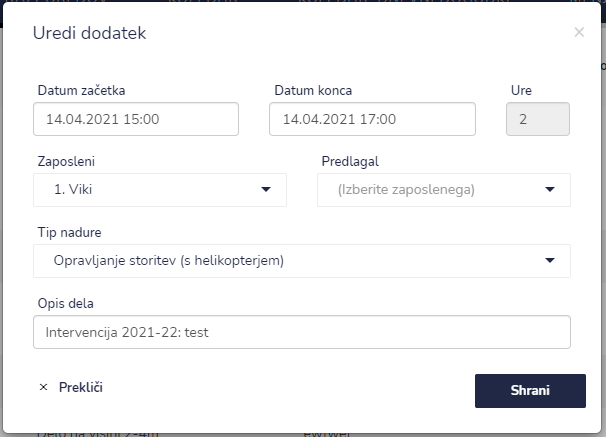 Uredi dodatek
×
Datum začetka
Datum konca
Ure
14.04.2021 15:00
14.04.2021 17:00
2
Zaposleni
Predlagal
1. Viki
(Izberite zaposlenega)
Tip nadure
Opravljanje storitev (s helikopterjem)
Opis dela
Intervencija 2021-22: test
× Prekliči
Shrani